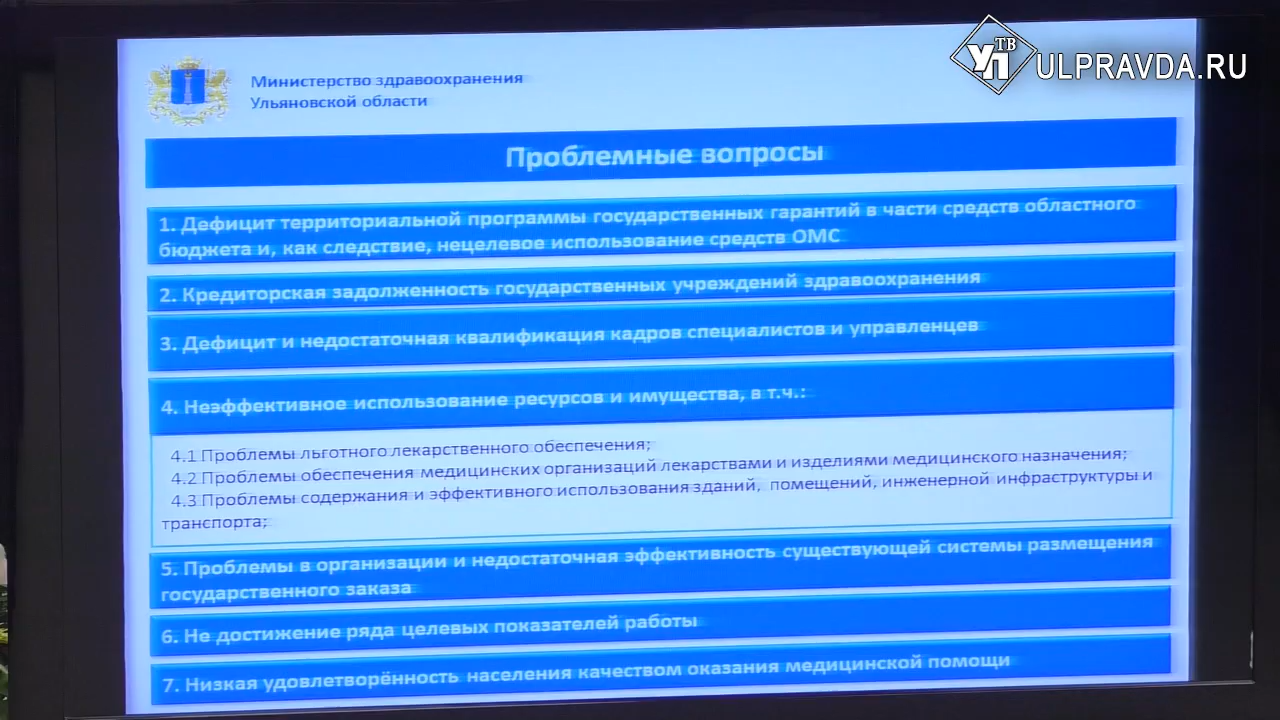 УП ТВ ULPRAVDA.RU
Министерство здравоохранения
Ульяновской области
Проблемные вопросы
1. Дефицит территориальной программы государственных гарантий в части средств областного
бюджета и, как следствие, нецелевое использование средств ОМС
2. Кредиторская задолженность государственных учреждений здравоохранения
3. Дефицит и недостаточная квалификация кадров специалистов и управленцев
4. Неэффективное использование ресурсов и имущества, в т.ч.:
4.1 Проблемы льготного лекарственного обеспечения;
4.2 Проблемы обеспечения медицинских организаций лекарствами и изделиями медицинского назначения;
4.3 Проблемы содержания и эффективного использования зданий, помещений, инженерной инфраструктуры и
транспорта;
5. Проблемы в организации и недостаточная эффективность существующей системы размещения
государственного заказа
6. Не достижение ряда целевых показателей работы
7. Низкая удовлетворённость населения качеством оказания медицинской помощи